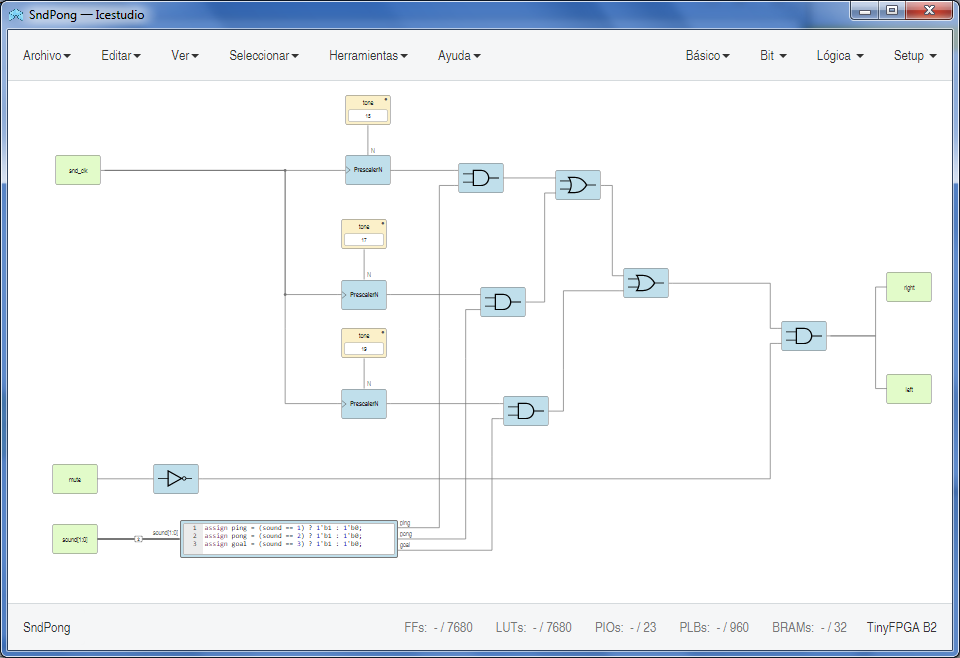 SndPong — Icestudio
Archivo Editar Ver Seleccionar Herramientas Ayuda Básico Bit Lógica Setup
tone
15
N
snd_clk
PrescalerN
tone
17
N
PrescalerN
right
tone
19
N
PrescalerN
left
mute
sound[1:0]
2
sound[1:0]
1 assign ping = (sound == 1) ? 1'b1 : 1'b0;
2 assign pong = (sound == 2) ? 1'b1 : 1'b0;
3 assign goal = (sound == 3) ? 1'b1 : 1'b0;
ping
pong
goal
SndPong FFs: - / 7680 LUTs: - / 7680 PIOs: - / 23 PLBs: - / 960 BRAMs: - / 32 TinyFPGA B2